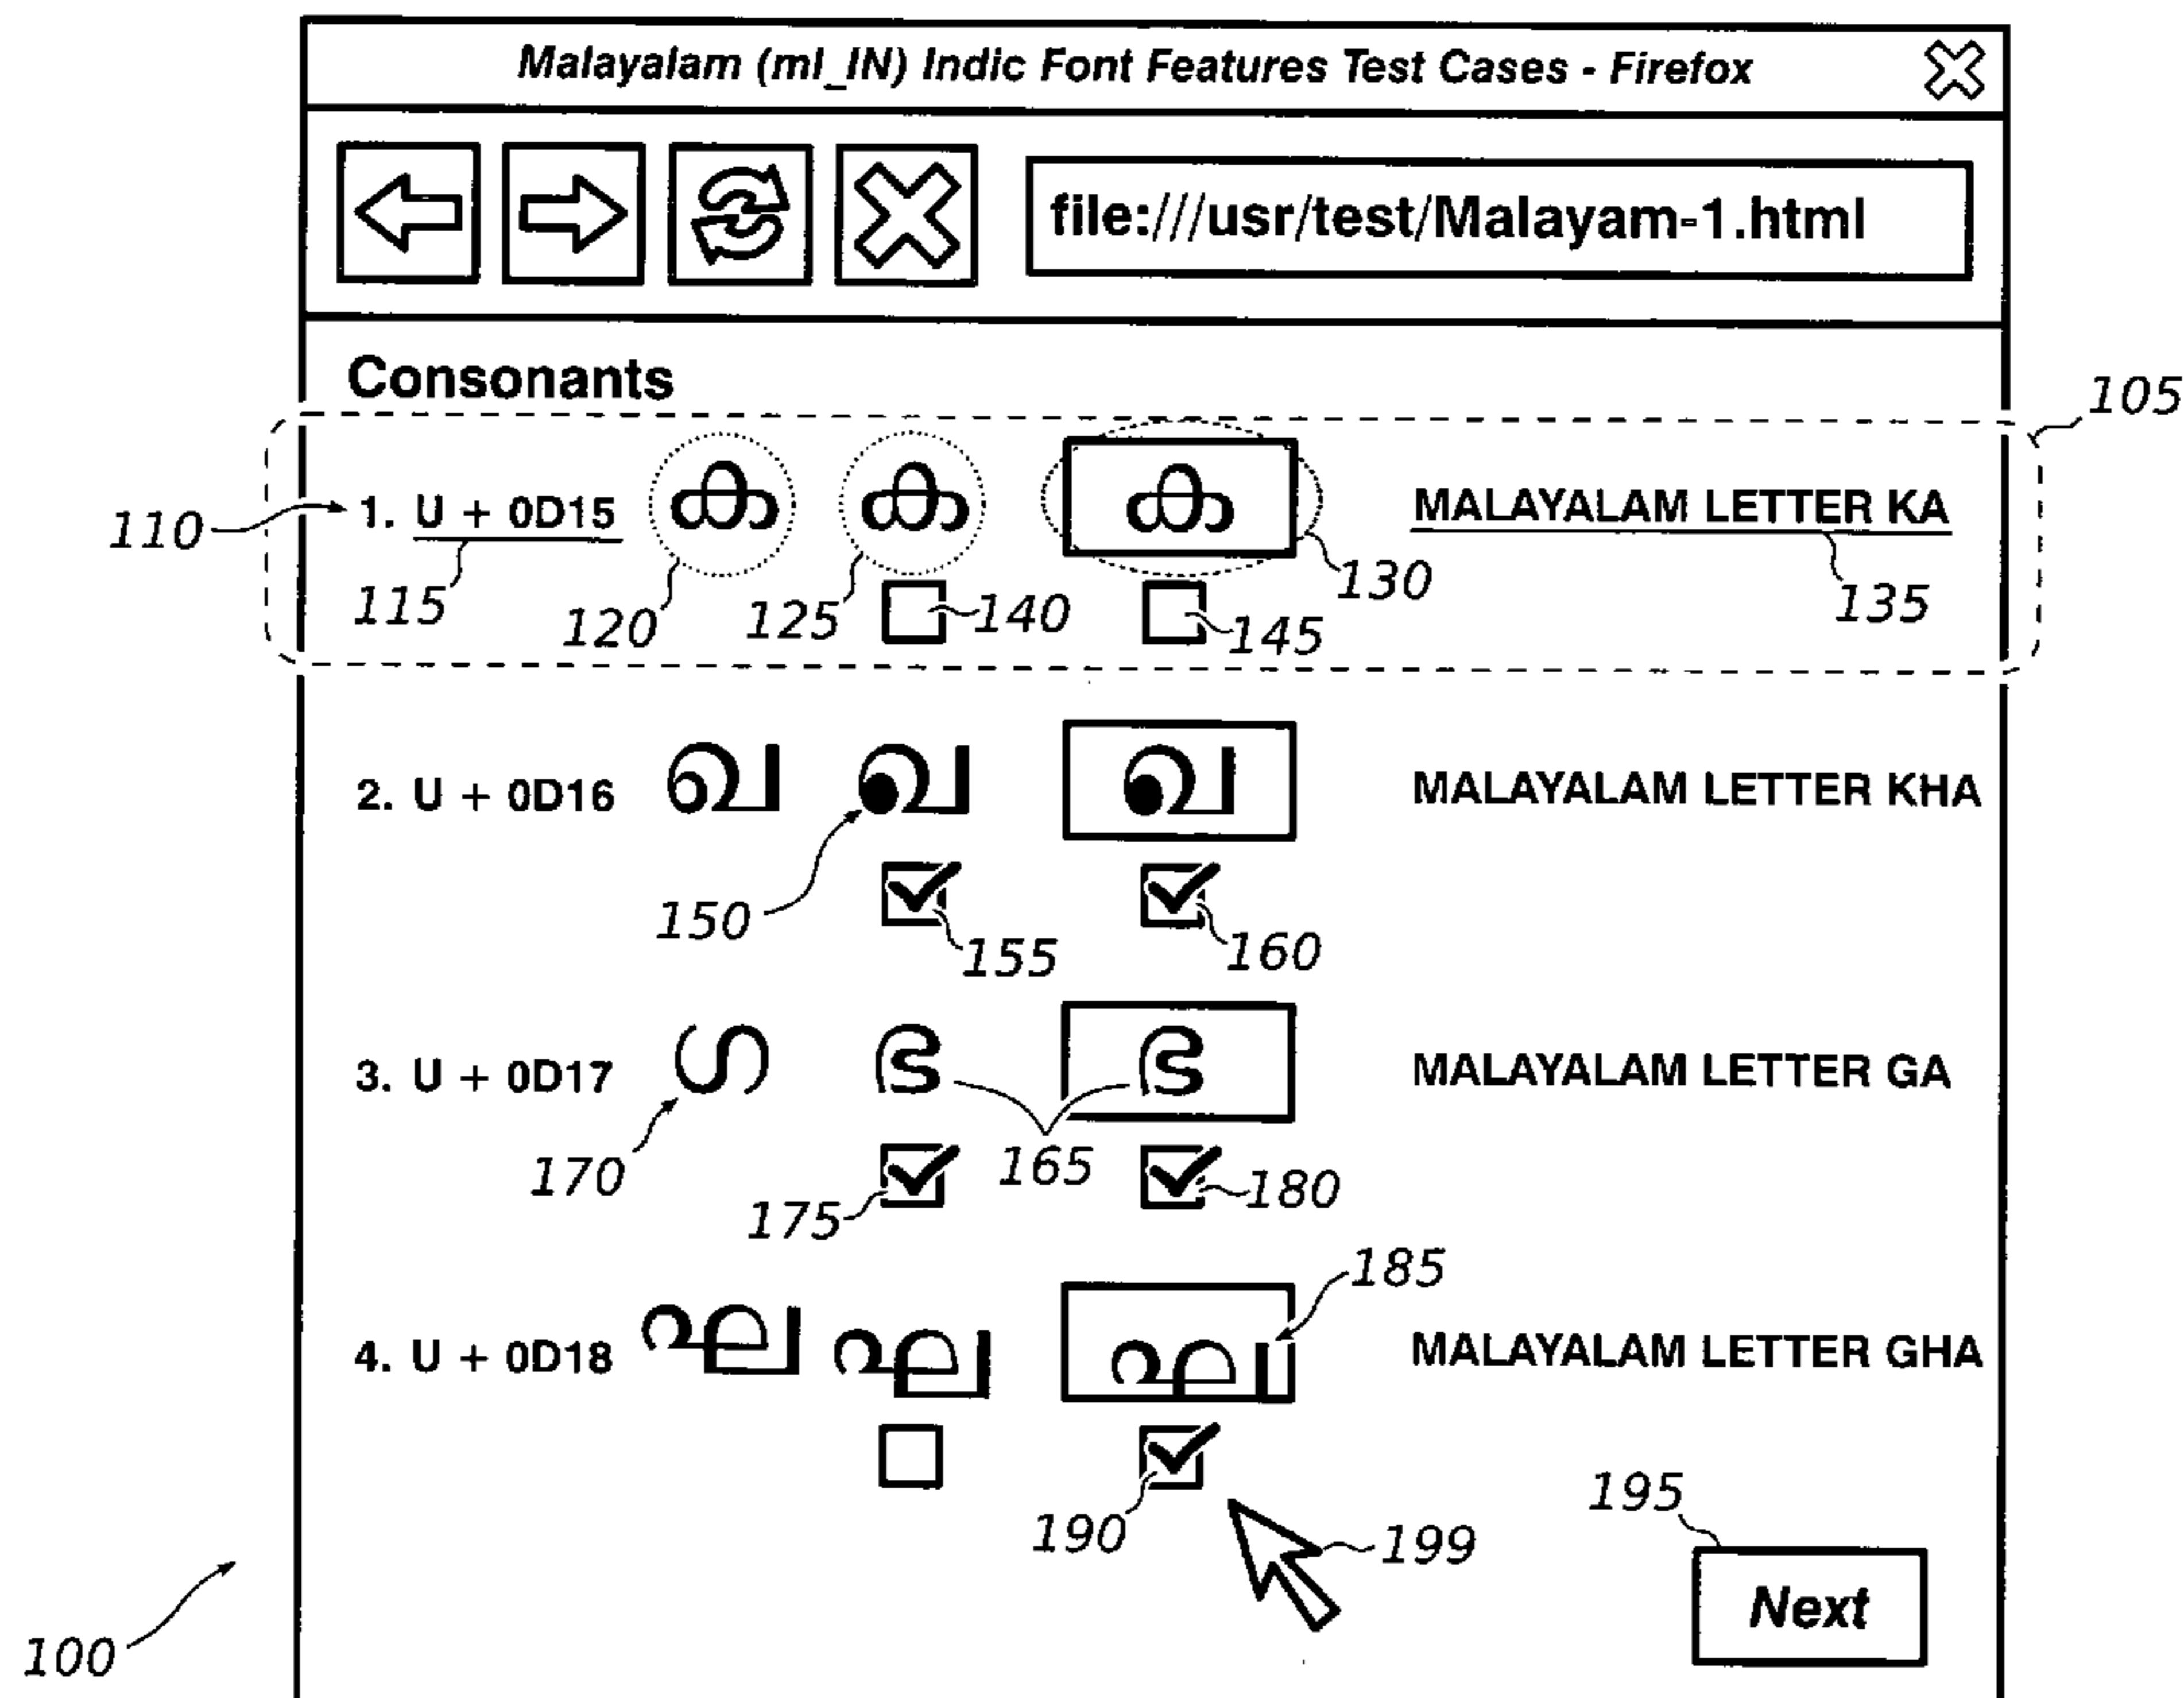 Malayalam (ml_IN) Indic Font Features Test Cases - Firefox
file:///usr/test/Malayam-1.html
Consonants
105
1. U + 0D15 ക ക ക MALAYALAM LETTER KA
110
115 120 125 140 145 130 135
2. U + 0D16 ഖ ഖ ഖ MALAYALAM LETTER KHA
150 155 160
3. U + 0D17 ഗ ദ ദ MALAYALAM LETTER GA
170 175 165 180
185
4. U + 0D18 ഘ ഘ ഘ MALAYALAM LETTER GHA
190 199 195
Next
100